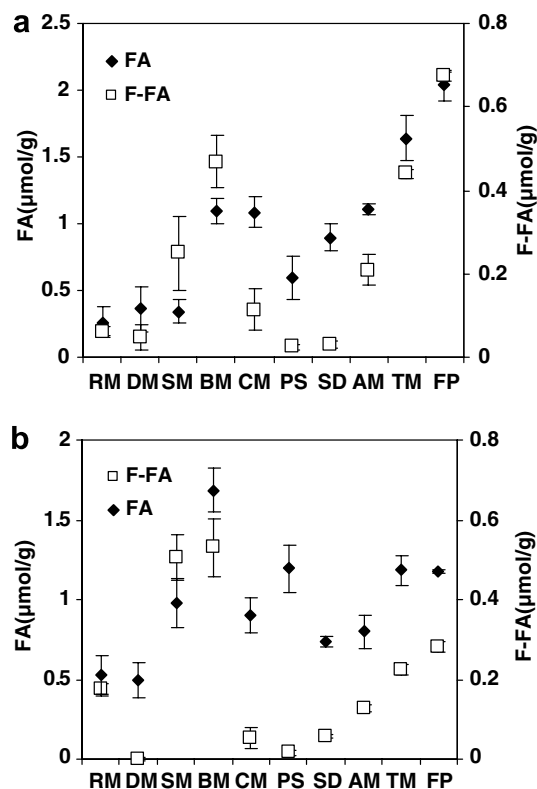 a
2.5
2
1.5
1
0.5
0
FA(μmol/g)
FA
F-FA
0.8
0.6
0.4
0.2
0
F-FA(μmol/g)
RM DM SM BM CM PS SD AM TM FP
b
2
1.5
1
0.5
0
FA(μmol/g)
F-FA
FA
0.8
0.6
0.4
0.2
0
F-FA(μmol/g)
RM DM SM BM CM PS SD AM TM FP